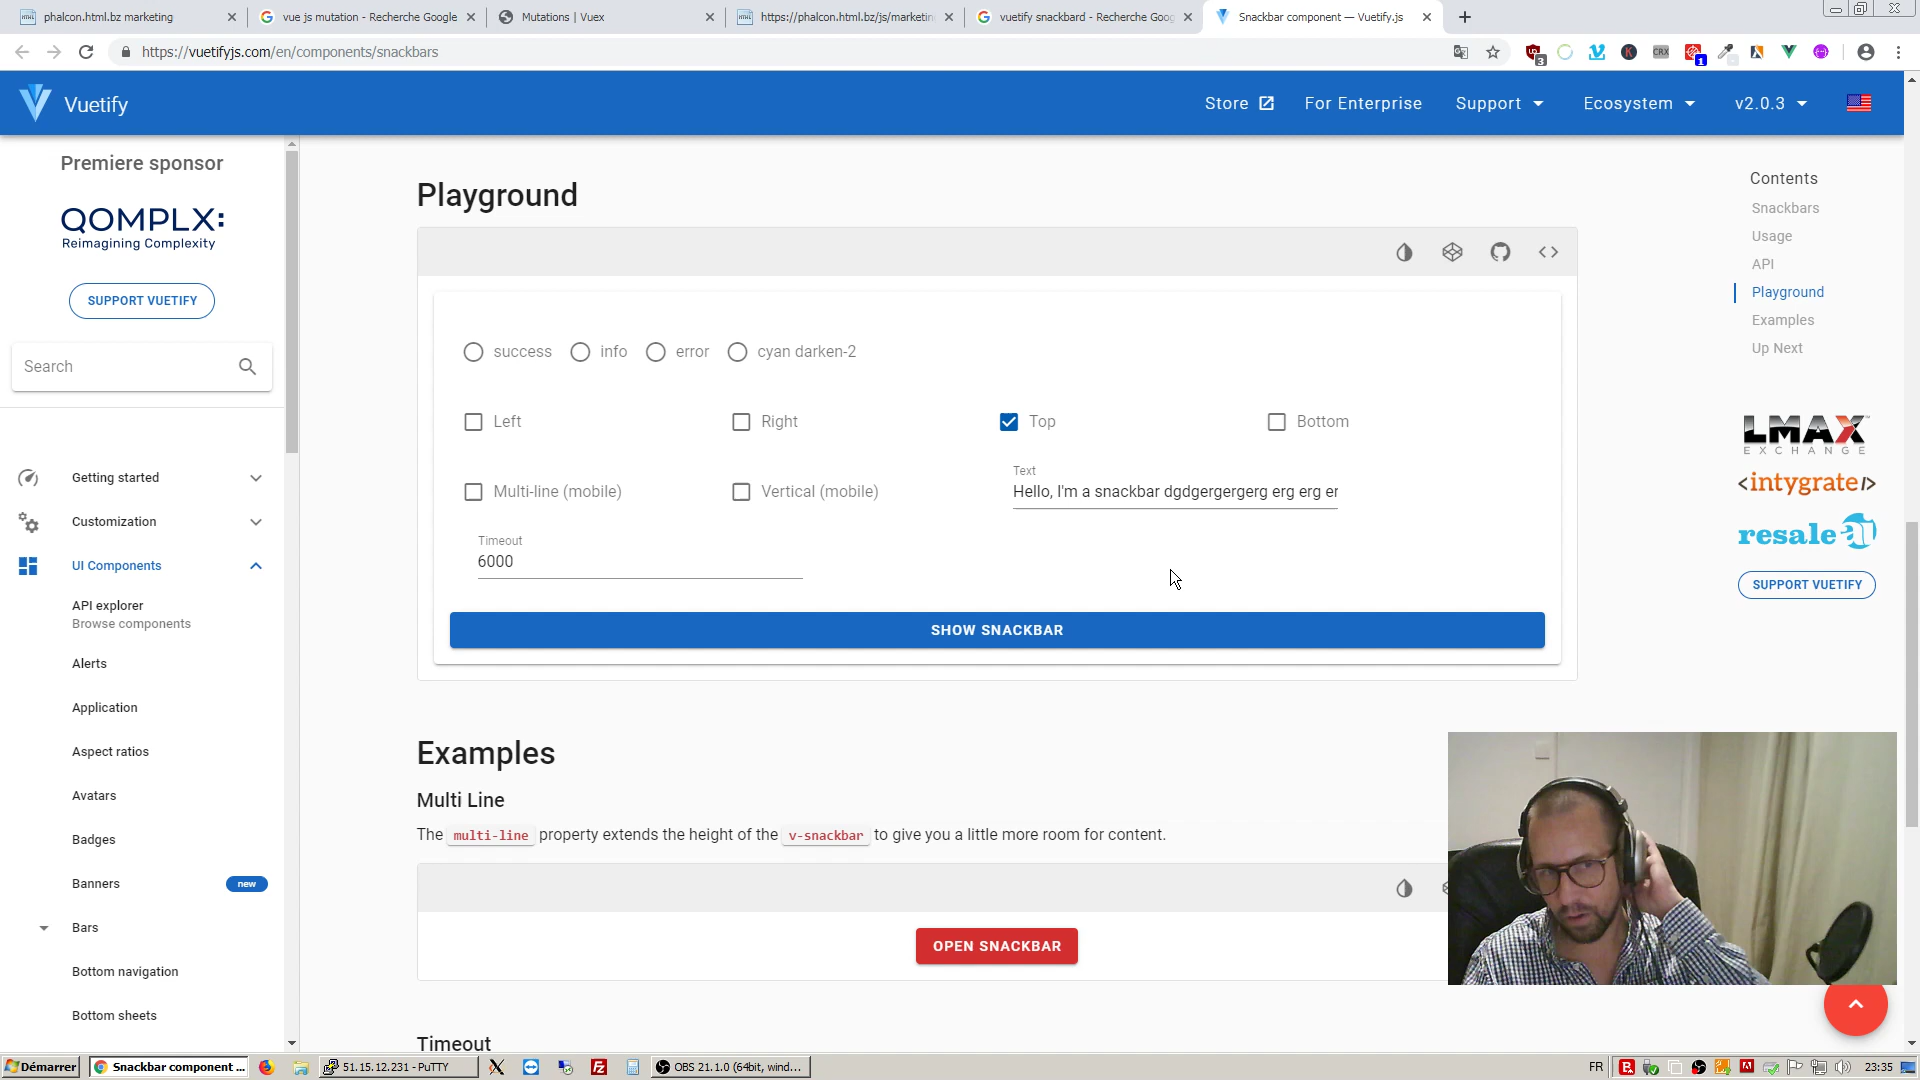 phalcon.html.bz marketing
vue js mutation - Recherche Google
Mutations | Vuex
https://phalcon.html.bz/js/marketin
vuetify snackbard - Recherche Goog
Snackbar component — Vuetify.js
https://vuetifyjs.com/en/components/snackbars
Vuetify
Store
For Enterprise
Support
Ecosystem
v2.0.3
Premiere sponsor
QOMPLX:
Reimagining Complexity
SUPPORT VUETIFY
Search
Getting started
Customization
UI Components
API explorer
Browse components
Alerts
Application
Aspect ratios
Avatars
Badges
Banners
new
Bars
Bottom navigation
Bottom sheets
Playground
success
info
error
cyan darken-2
Left
Right
Top
Bottom
Multi-line (mobile)
Vertical (mobile)
Text
Hello, I'm a snackbar dgdgergergerg erg erg er
Timeout
6000
SHOW SNACKBAR
Examples
Multi Line
The multi-line property extends the height of the v-snackbar to give you a little more room for content.
OPEN SNACKBAR
Timeout
Contents
Snackbars
Usage
API
Playground
Examples
Up Next
LMAX
EXCHANGE
<intygrate/>
resale ai
SUPPORT VUETIFY
Démarrer
Snackbar component ...
51.15.12.231 - PuTTY
OBS 21.1.0 (64bit, wind...
FR
23:35